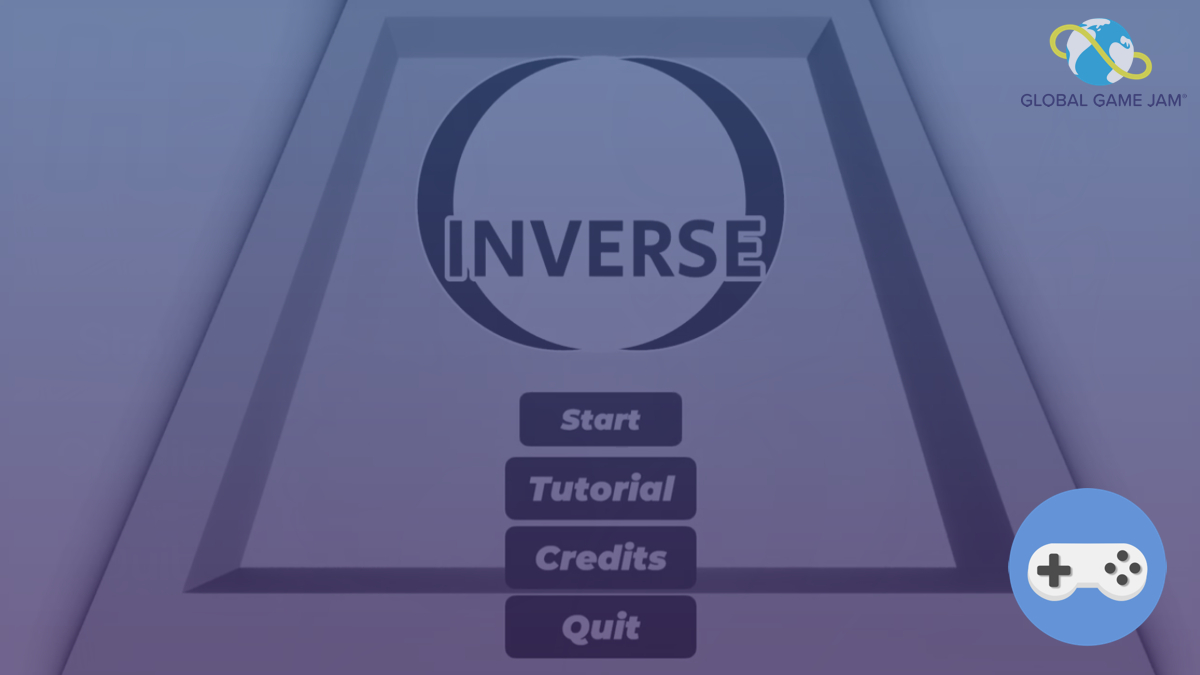 GLOBAL GAME JAM®
INVERSE
Start
Tutorial
Credits
Quit